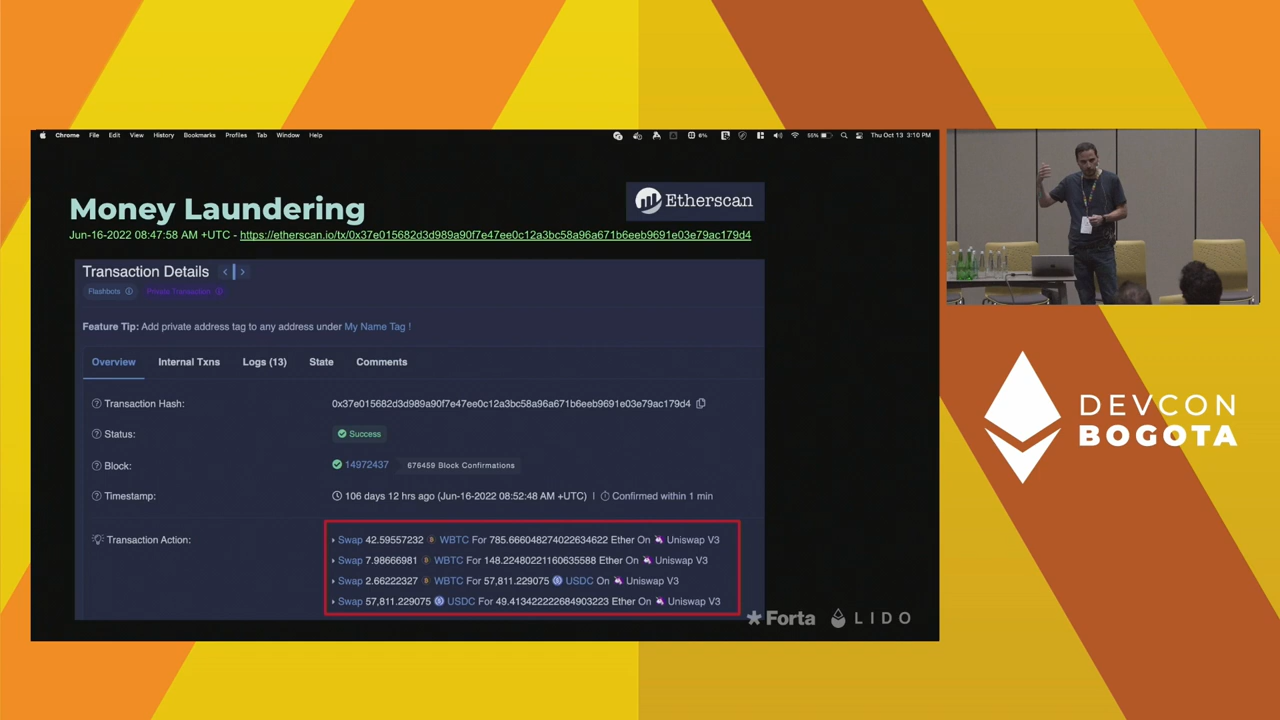 Chrome File Edit View History Bookmarks Profiles Tab Window Help
6% 55% Thu Oct 13 3:10 PM
Money Laundering
Etherscan
Jun-16-2022 08:47:58 AM +UTC - https://etherscan.io/tx/0x37e015682d3d989a90f7e47ee0c12a3bc58a96a671b6eeb9691e03e79ac179d4
Transaction Details
Flashbots Private Transaction
Feature Tip: Add private address tag to any address under My Name Tag !
Overview Internal Txns Logs (13) State Comments
Transaction Hash: 0x37e015682d3d989a90f7e47ee0c12a3bc58a96a671b6eeb9691e03e79ac179d4
Status: Success
Block: 14972437 676459 Block Confirmations
Timestamp: 106 days 12 hrs ago (Jun-16-2022 08:52:48 AM +UTC) | Confirmed within 1 min
Transaction Action: Swap 42.59557232 WBTC For 785.666048274022634622 Ether On Uniswap V3
Swap 7.98666981 WBTC For 148.22480221160635588 Ether On Uniswap V3
Swap 2.66222327 WBTC For 57,811.229075 USDC On Uniswap V3
Swap 57,811.229075 USDC For 49.413422222684903223 Ether On Uniswap V3
Forta LIDO
DEVCON
BOGOTA